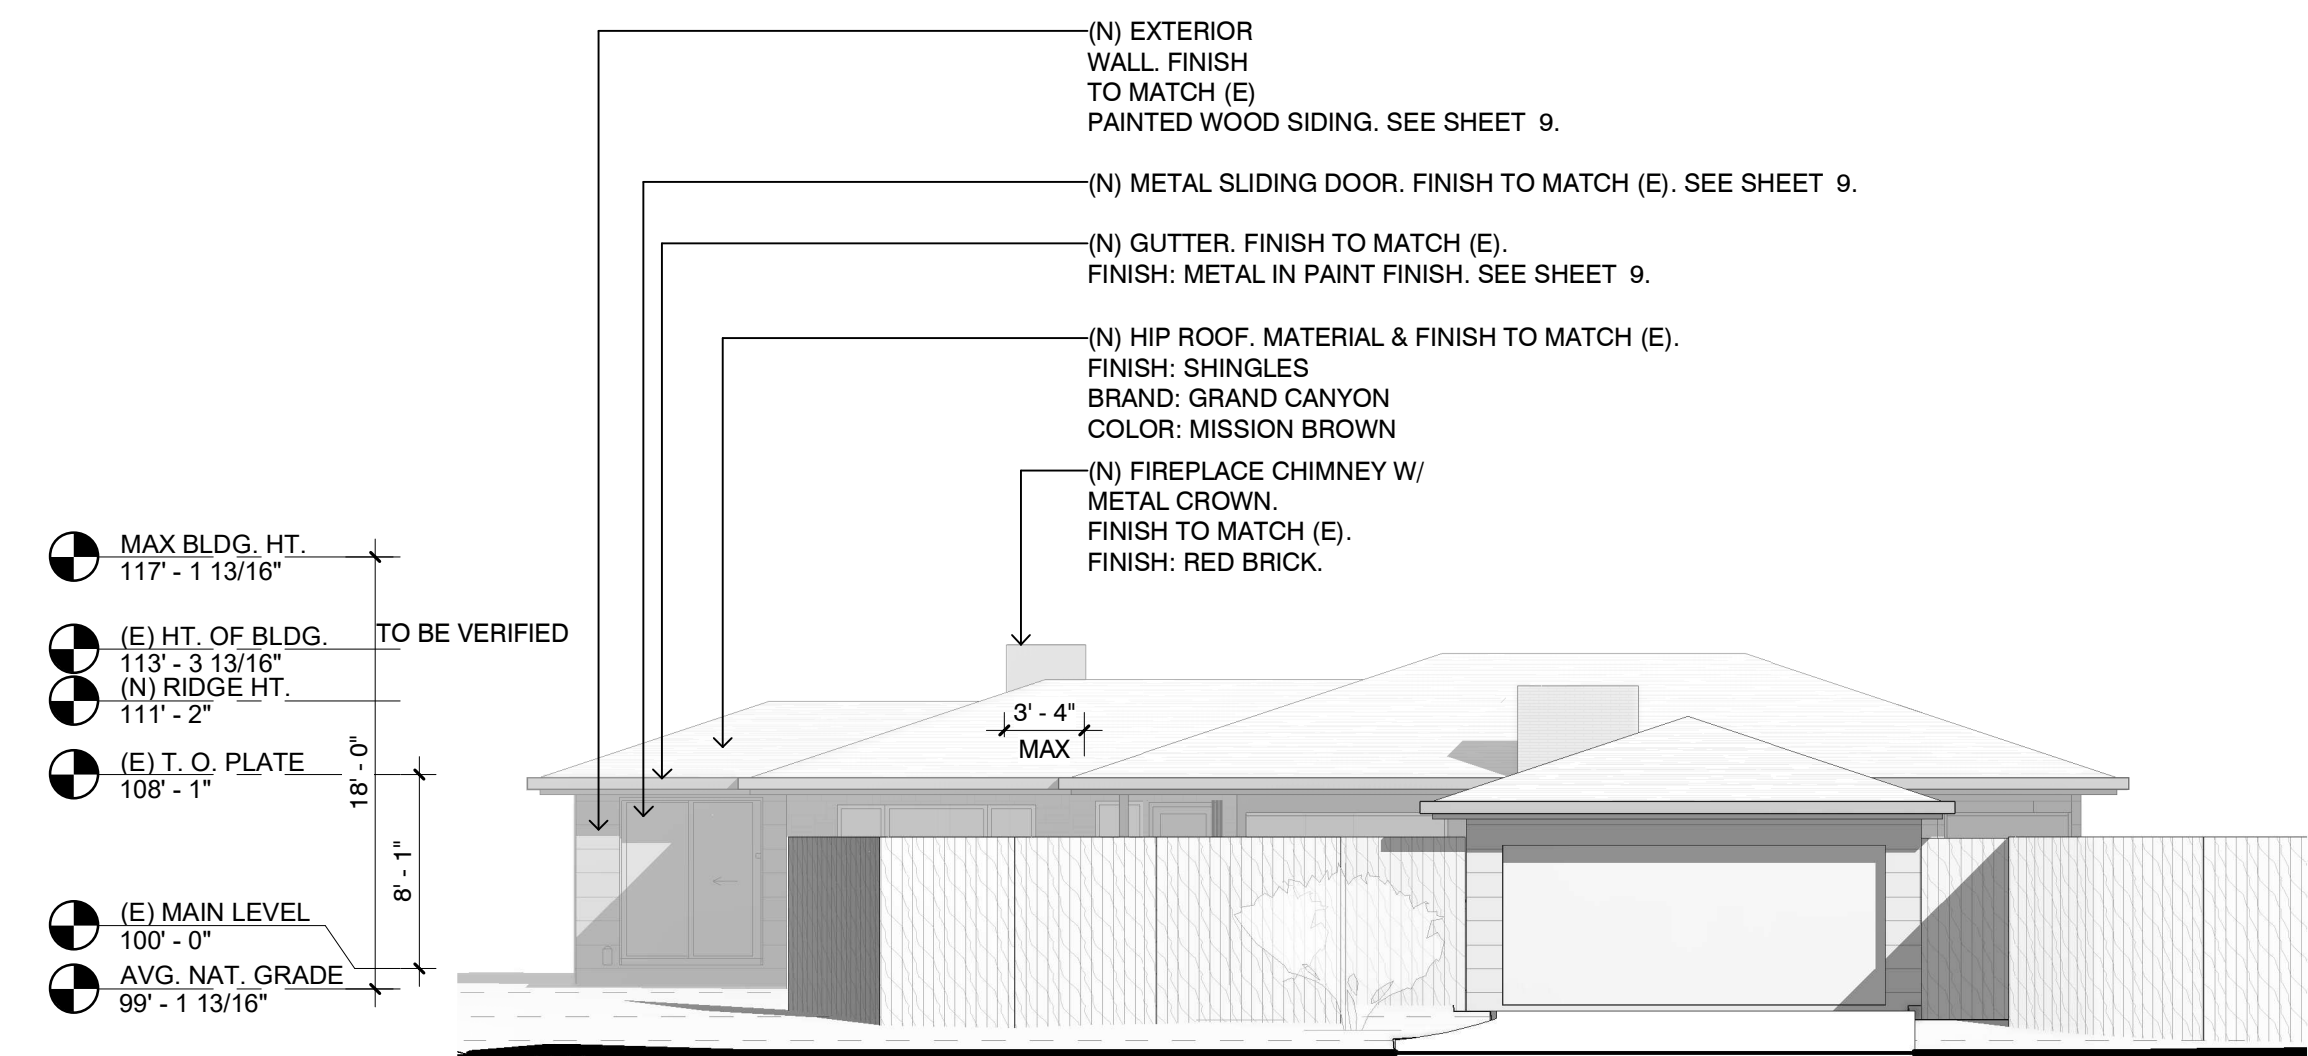 (N) EXTERIOR
WALL. FINISH
TO MATCH (E)
PAINTED WOOD SIDING. SEE SHEET 9.
(N) METAL SLIDING DOOR. FINISH TO MATCH (E). SEE SHEET 9.
(N) GUTTER. FINISH TO MATCH (E).
FINISH: METAL IN PAINT FINISH. SEE SHEET 9.
(N) HIP ROOF. MATERIAL & FINISH TO MATCH (E).
FINISH: SHINGLES
BRAND: GRAND CANYON
COLOR: MISSION BROWN
(N) FIREPLACE CHIMNEY W/
METAL CROWN.
FINISH TO MATCH (E).
FINISH: RED BRICK.
MAX BLDG. HT.
117' - 1 13/16"
(E) HT. OF BLDG.
113' - 3 13/16"
TO BE VERIFIED
(N) RIDGE HT.
111' - 2"
(E) T. O. PLATE
108' - 1"
18' - 0"
8' - 1"
3' - 4"
MAX
(E) MAIN LEVEL
100' - 0"
AVG. NAT. GRADE
99' - 1 13/16"